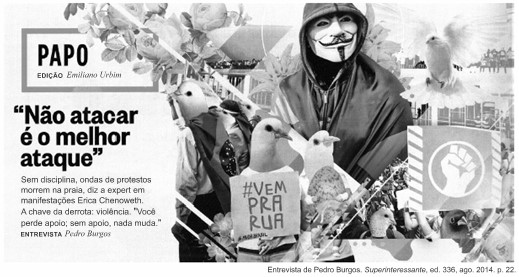 PAPO
EDIÇÃO Emiliano Urbim
“Não atacar
é o melhor
ataque”
Sem disciplina, ondas de protestos
morrem na praia, diz a expert em
manifestações Erica Chenoweth.
A chave da derrota: violência. "Você
perde apoio; sem apoio, nada muda."
ENTREVISTA Pedro Burgos
#VEM
PRA
RUA
Entrevista de Pedro Burgos. Superinteressante, ed. 336, ago. 2014. p. 22.